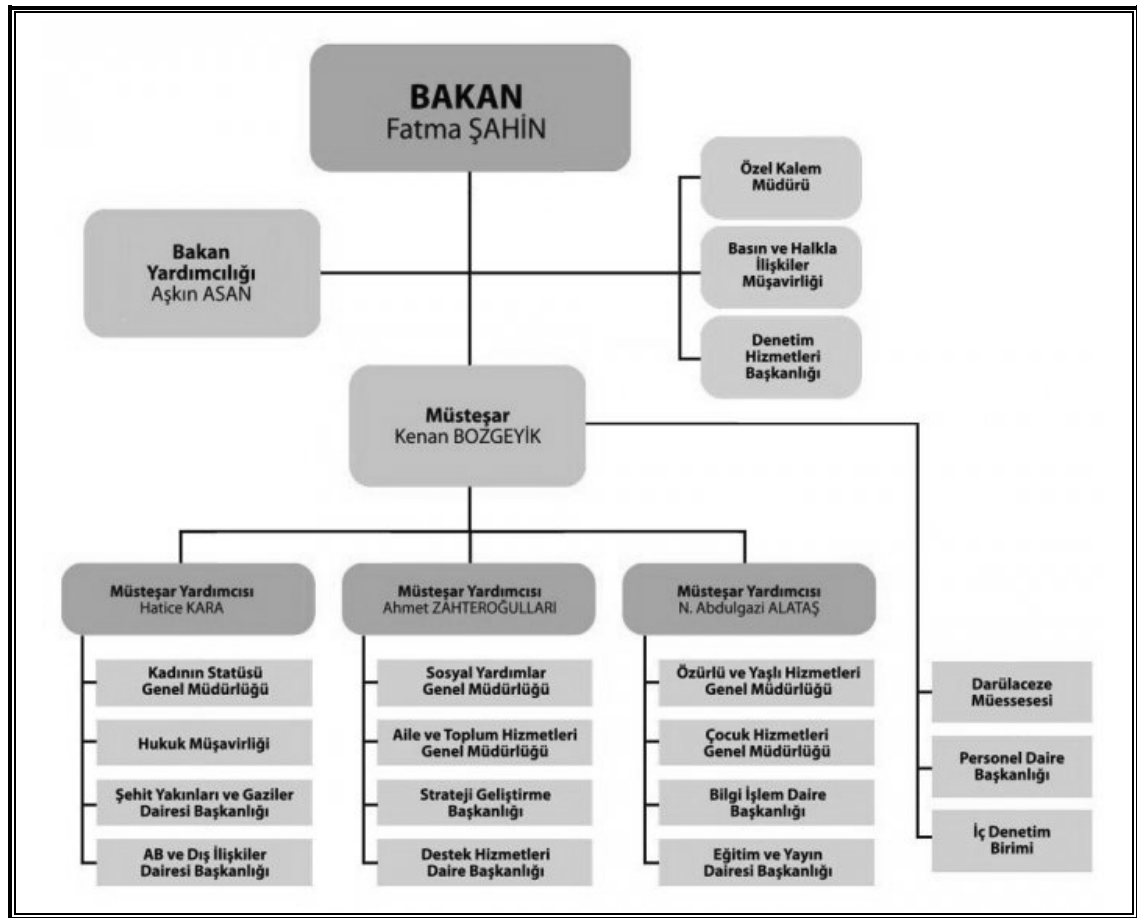 BAKAN
Fatma ŞAHİN
Özel Kalem
Müdürü
Bakan
Yardımcılığı
Aşkın ASAN
Basın ve Halkla
İlişkiler
Müşavirliği
Denetim
Hizmetleri
Başkanlığı
Müsteşar
Kenan BOZGEYİK
Müsteşar Yardımcısı
Hatice KARA
Kadının Statüsü
Genel Müdürlüğü
Hukuk Müşavirliği
Şehit Yakınları ve Gaziler
Dairesi Başkanlığı
AB ve Dış İlişkiler
Dairesi Başkanlığı
Müsteşar Yardımcısı
Ahmet ZAHTEROĞULLARI
Sosyal Yardımlar
Genel Müdürlüğü
Aile ve Toplum Hizmetleri
Genel Müdürlüğü
Strateji Geliştirme
Başkanlığı
Destek Hizmetleri
Daire Başkanlığı
Müsteşar Yardımcısı
N. Abdulgazi ALATAŞ
Özürlü ve Yaşlı Hizmetleri
Genel Müdürlüğü
Çocuk Hizmetleri
Genel Müdürlüğü
Bilgi İşlem Daire
Başkanlığı
Eğitim ve Yayın
Dairesi Başkanlığı
Darülaceze
Müessesesi
Personel Daire
Başkanlığı
İç Denetim
Birimi